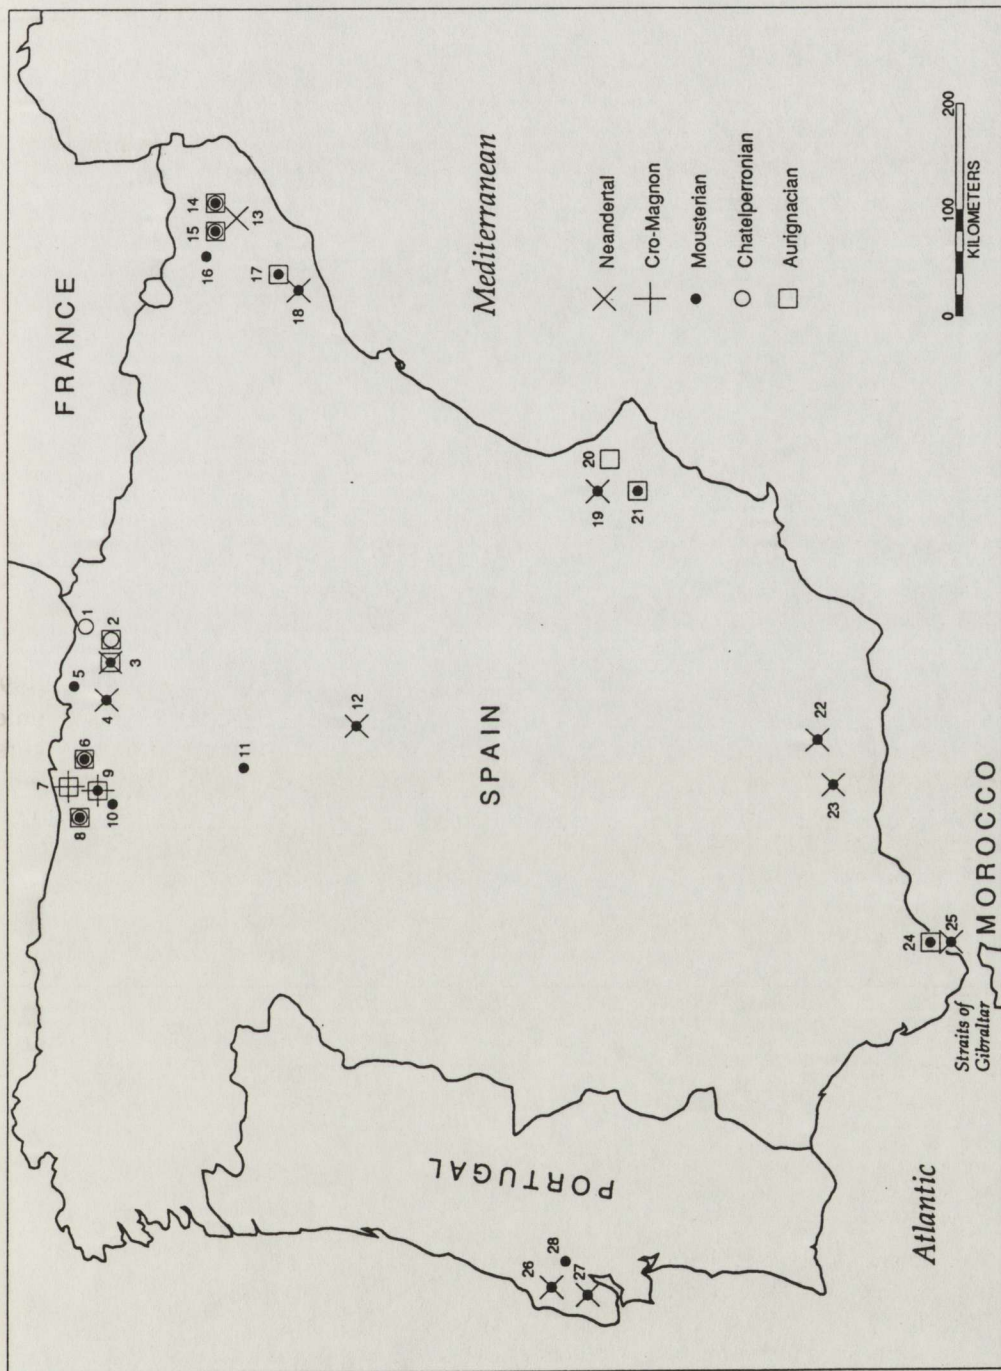 FRANCE
SPAIN
PORTUGAL
MOROCCO
Mediterranean
Atlantic
Straits of
Gibraltar
1
2
3
4
5
6
7
8
9
10
11
12
13
14
15
16
17
18
19
20
21
22
23
24
25
26
27
28
Neandertal
Cro-Magnon
Mousterian
Chatelperronian
Aurignacian
0 100 200
KILOMETERS